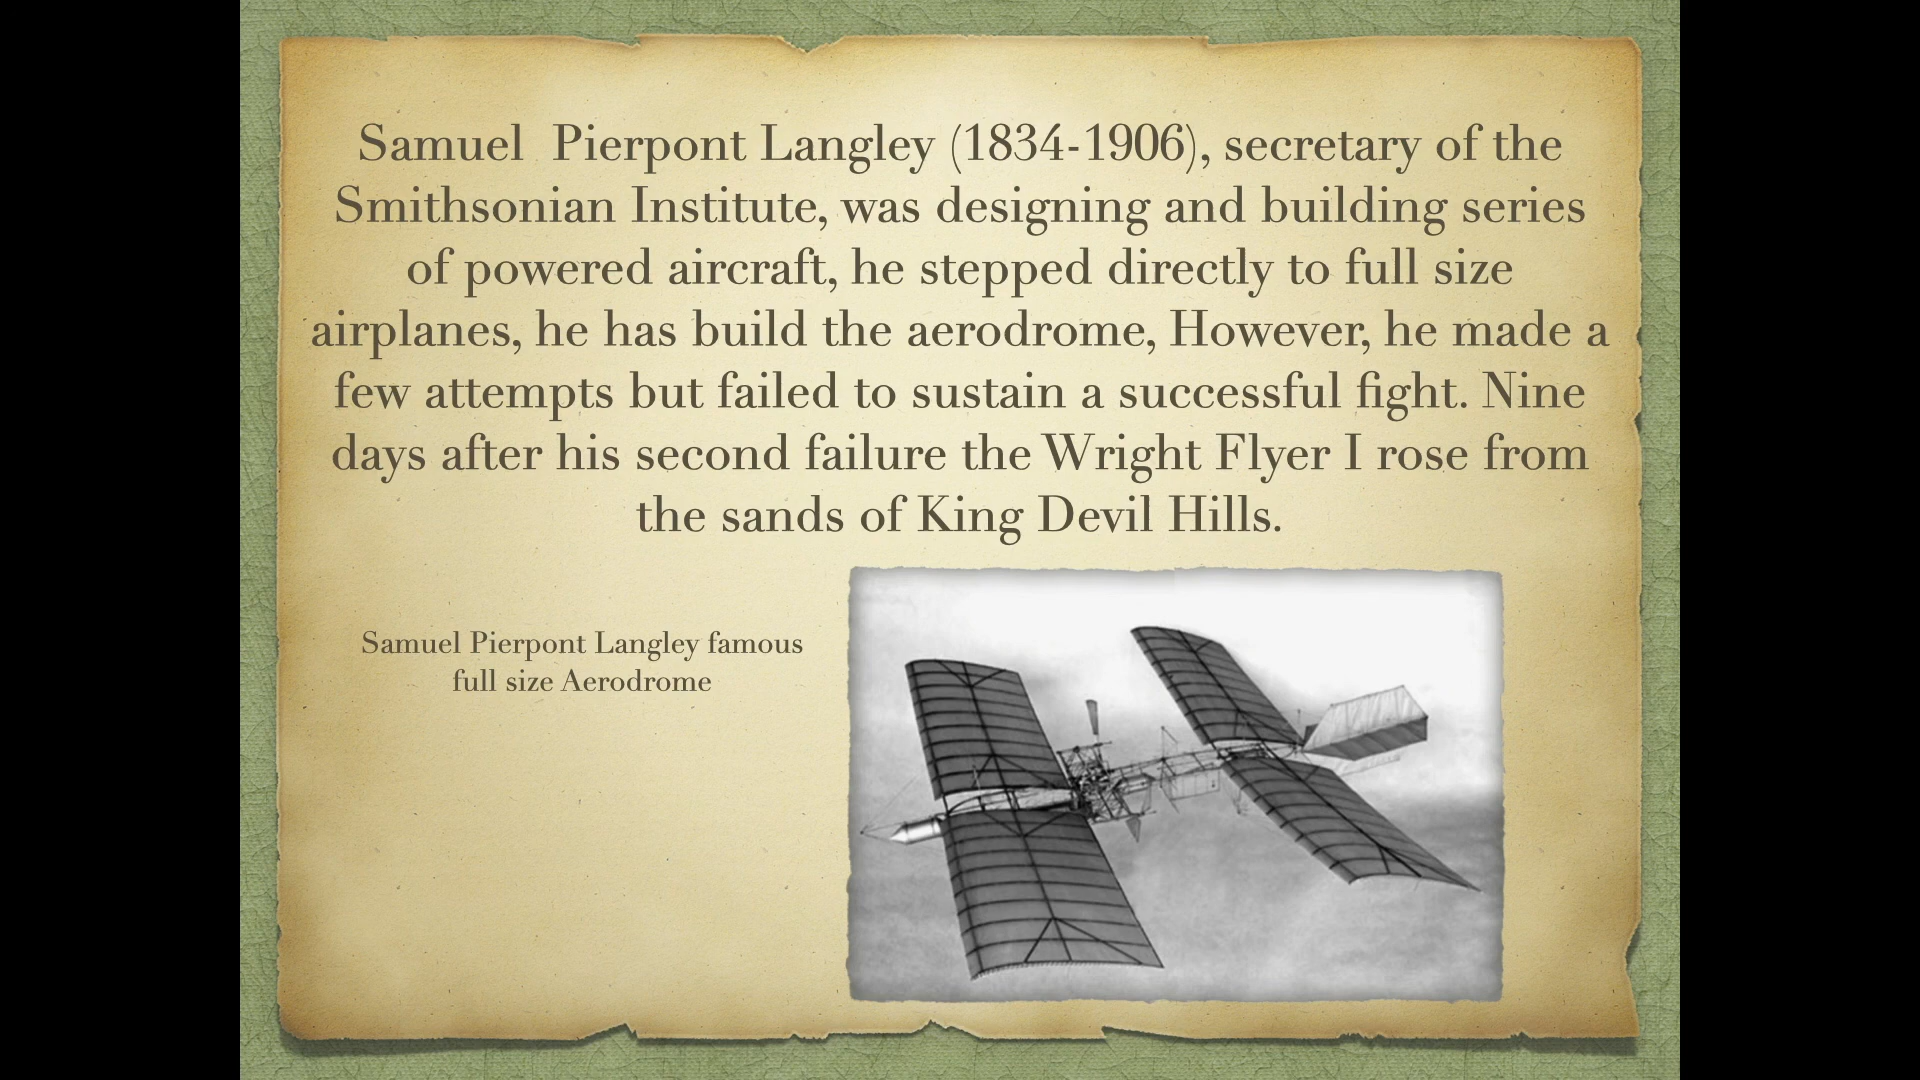 Samuel  Pierpont Langley (1834-1906), secretary of the
Smithsonian Institute, was designing and building series
of powered aircraft, he stepped directly to full size
airplanes, he has build the aerodrome, However, he made a
few attempts but failed to sustain a successful fight. Nine
days after his second failure the Wright Flyer I rose from
the sands of King Devil Hills.
Samuel Pierpont Langley famous
full size Aerodrome